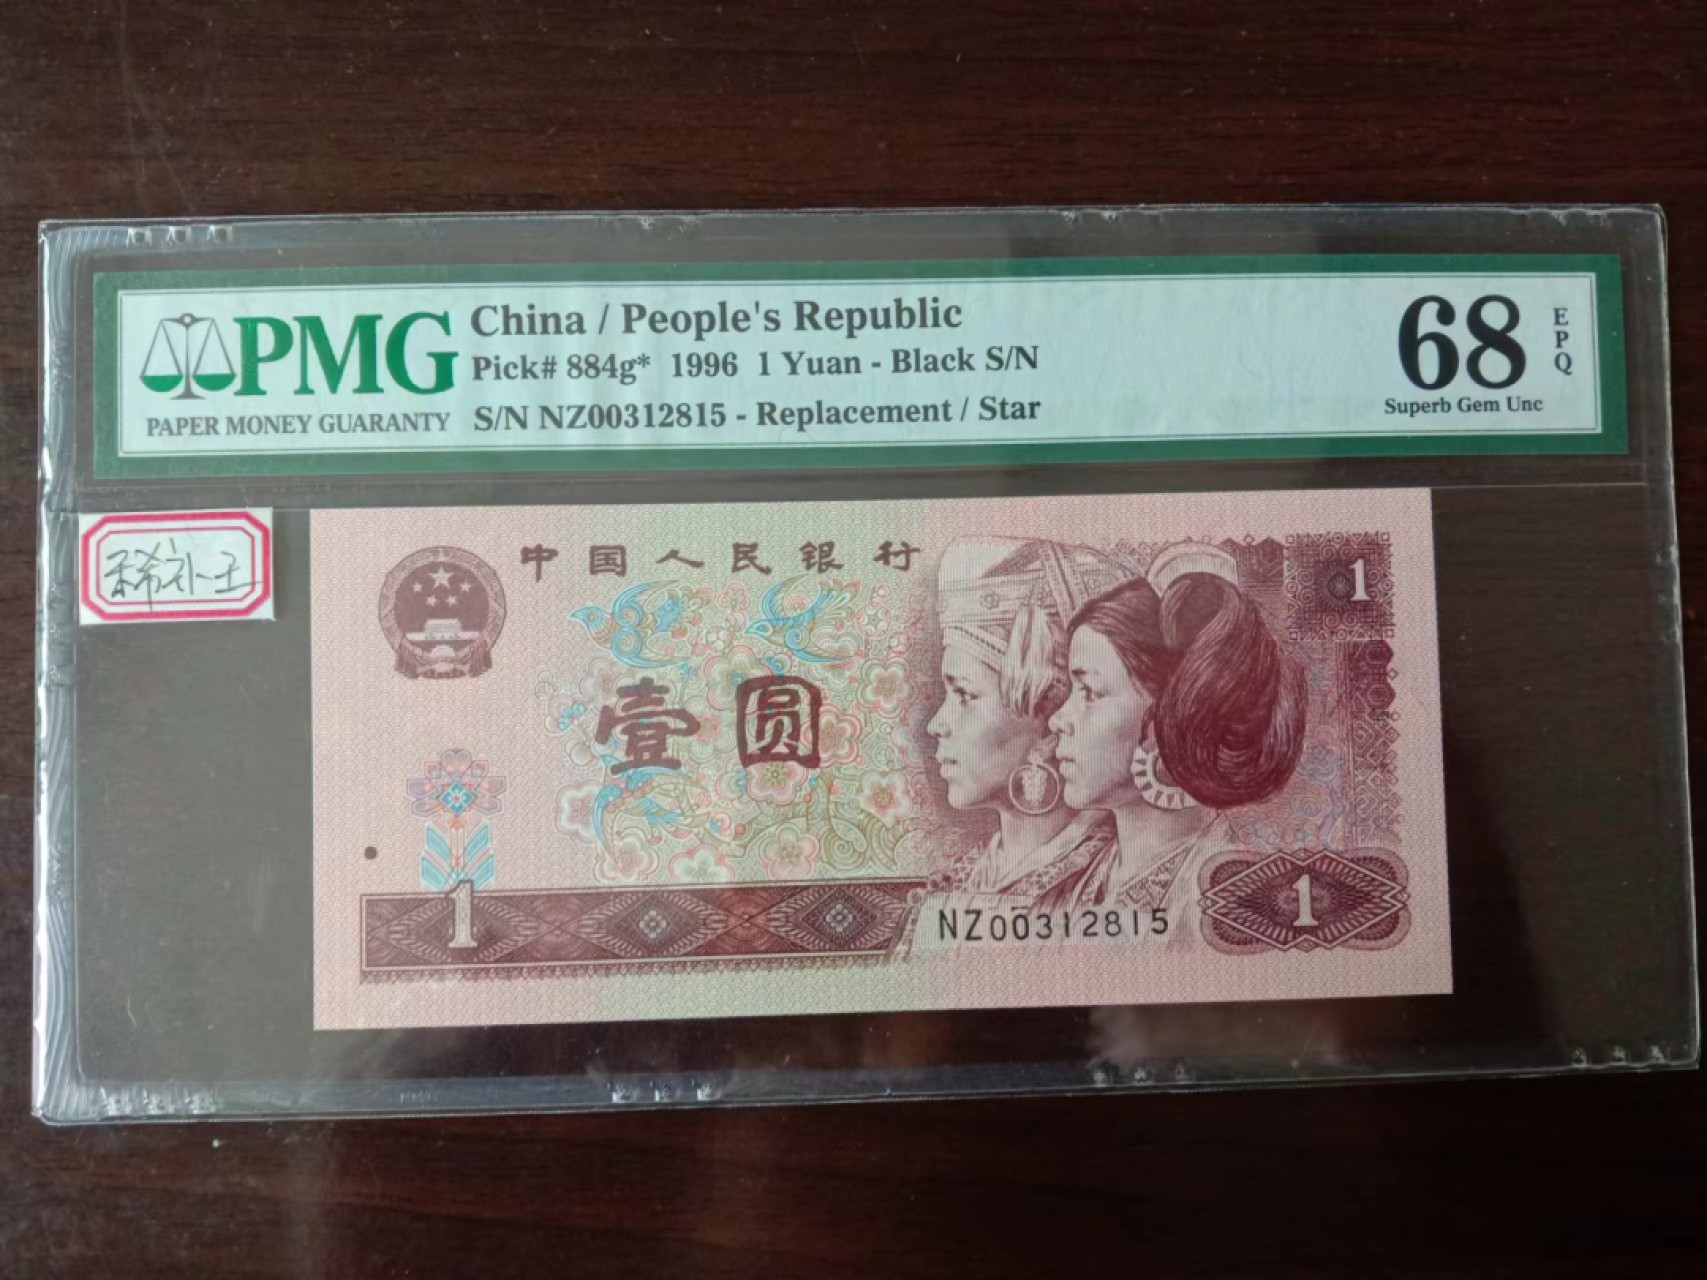 PMG
PAPER MONEY GUARANTY
China / People's Republic
Pick# 884g* 1996 1 Yuan - Black S/N
S/N NZ00312815 - Replacement / Star
68
EPQ
Superb Gem Unc
稀补王
中国人民银行
1
壹圆
1
NZ00312815
1